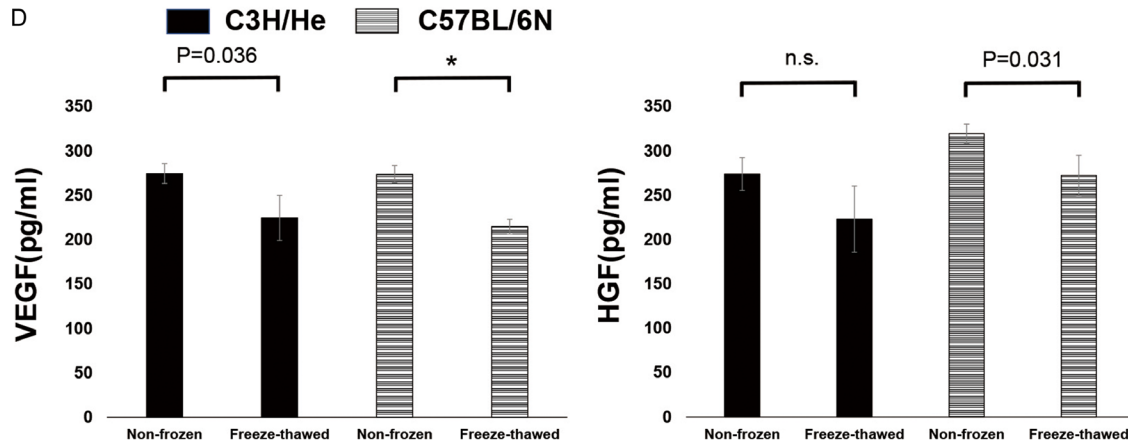 D
C3H/He C57BL/6N
P=0.036
*
VEGF(pg/ml)
350
300
250
200
150
100
50
0
Non-frozen Freeze-thawed Non-frozen Freeze-thawed
n.s.
P=0.031
HGF(pg/ml)
350
300
250
200
150
100
50
0
Non-frozen Freeze-thawed Non-frozen Freeze-thawed